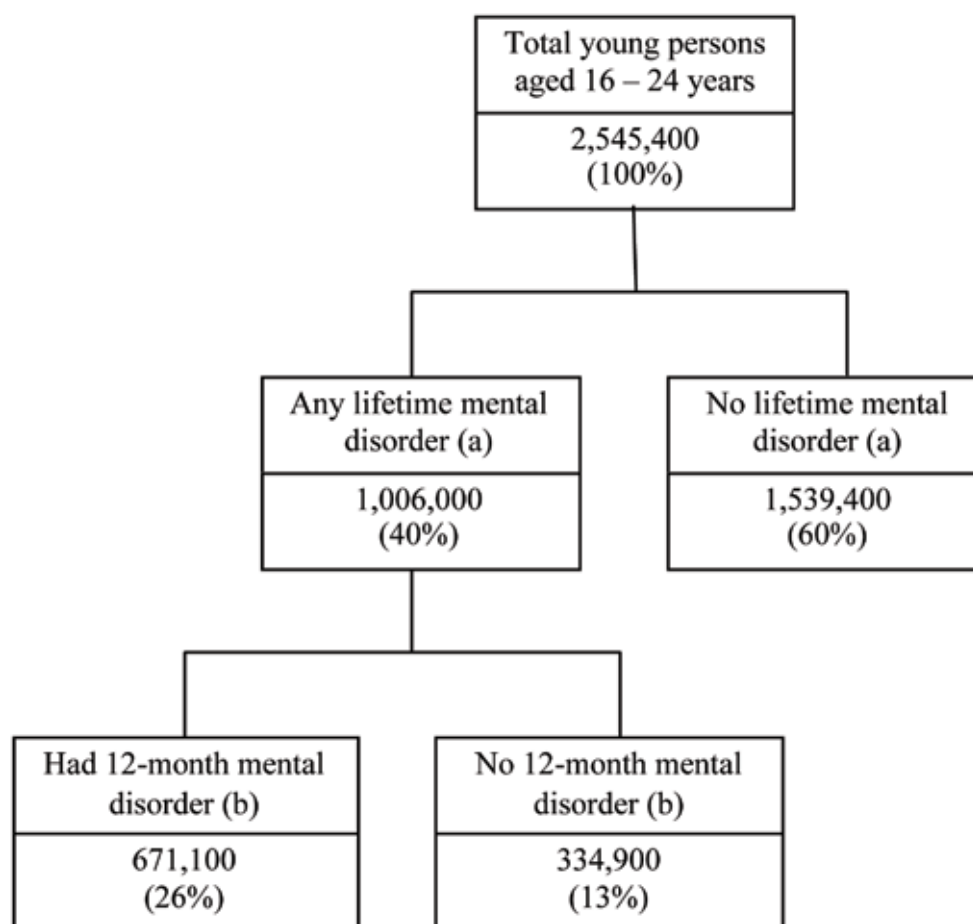 Total young persons
aged 16 – 24 years
2,545,400
(100%)
Any lifetime mental
disorder (a)
1,006,000
(40%)
No lifetime mental
disorder (a)
1,539,400
(60%)
Had 12-month mental
disorder (b)
671,100
(26%)
No 12-month mental
disorder (b)
334,900
(13%)